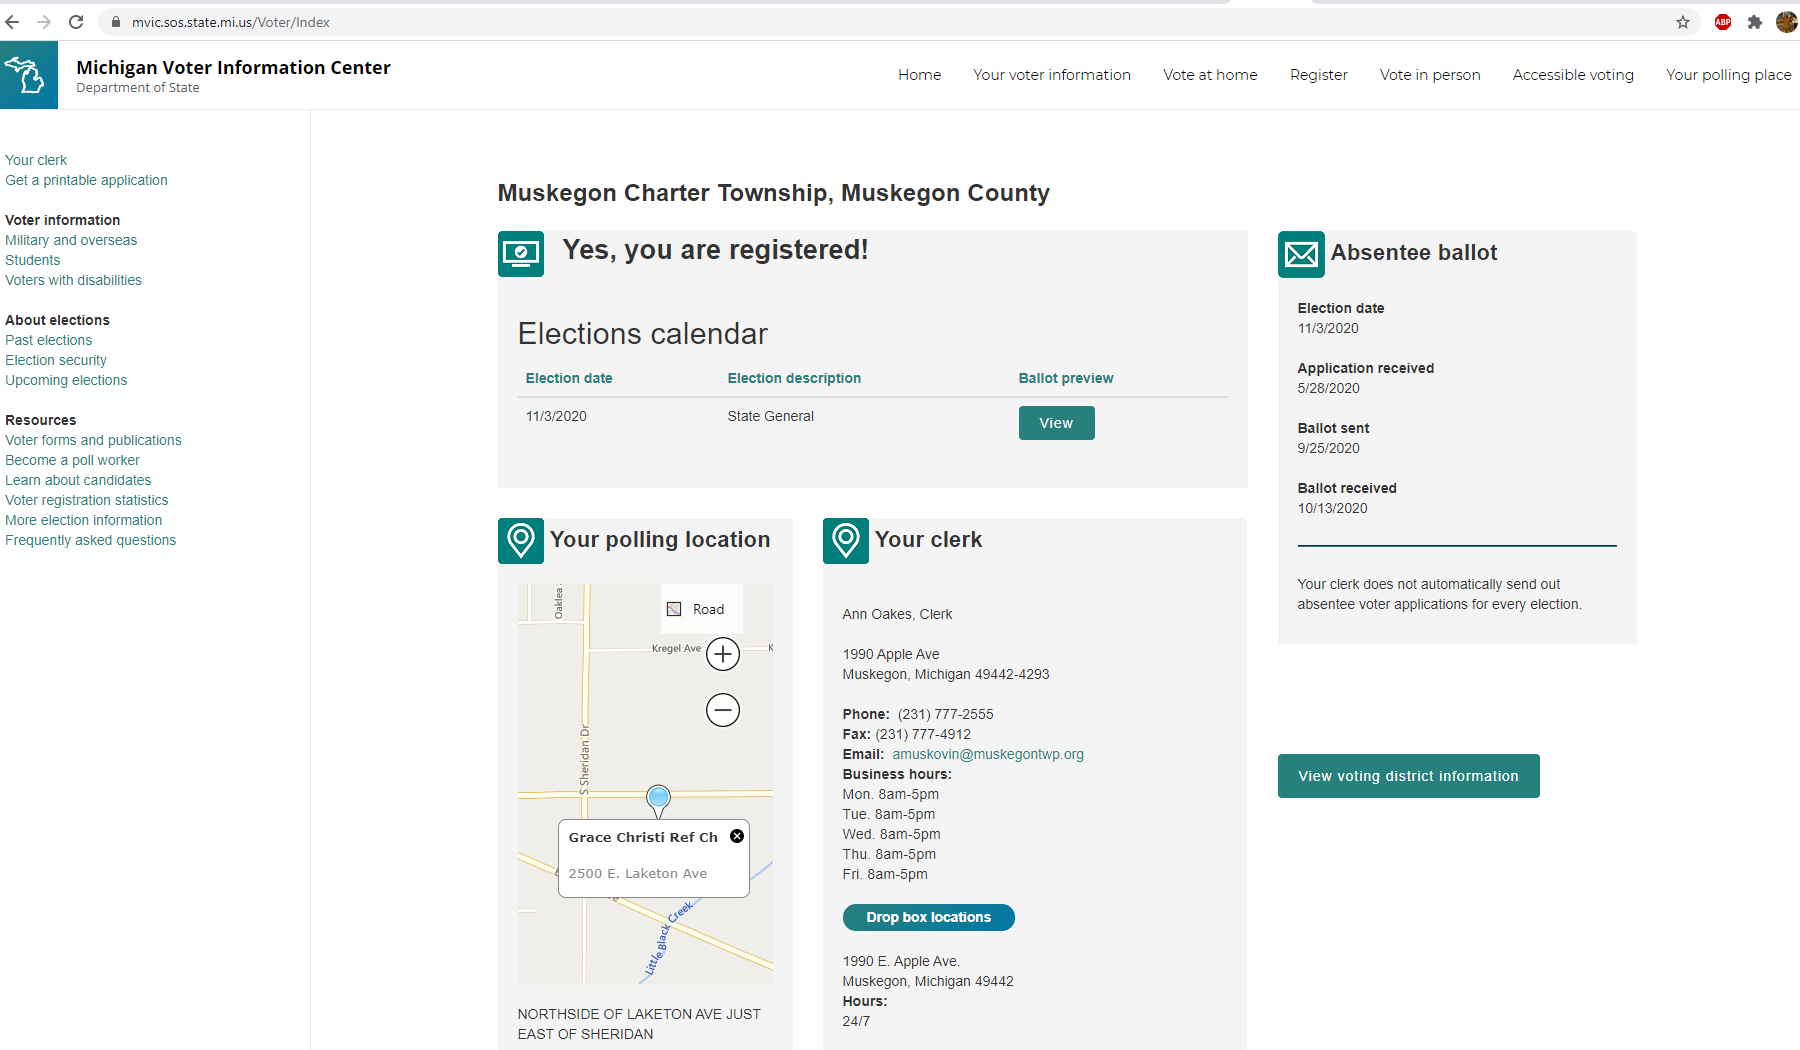 mvic.sos.state.mi.us/Voter/Index
ABP
Michigan Voter Information Center
Department of State
Home
Your voter information
Vote at home
Register
Vote in person
Accessible voting
Your polling place
Your clerk
Get a printable application
Voter information
Military and overseas
Students
Voters with disabilities
About elections
Past elections
Election security
Upcoming elections
Resources
Voter forms and publications
Become a poll worker
Learn about candidates
Voter registration statistics
More election information
Frequently asked questions
Muskegon Charter Township, Muskegon County
Yes, you are registered!
Elections calendar
Election date Election description Ballot preview
11/3/2020 State General View
Your polling location
Oaklea
Road
Kregel Ave
K
S Sheridan Dr
Grace Christi Ref Ch
2500 E. Laketon Ave
Little Black Creek
NORTHSIDE OF LAKETON AVE JUST
EAST OF SHERIDAN
Your clerk
Ann Oakes, Clerk
1990 Apple Ave
Muskegon, Michigan 49442-4293
Phone: (231) 777-2555
Fax: (231) 777-4912
Email: amuskovin@muskegontwp.org
Business hours:
Mon. 8am-5pm
Tue. 8am-5pm
Wed. 8am-5pm
Thu. 8am-5pm
Fri. 8am-5pm
Drop box locations
1990 E. Apple Ave.
Muskegon, Michigan 49442
Hours:
24/7
Absentee ballot
Election date
11/3/2020
Application received
5/28/2020
Ballot sent
9/25/2020
Ballot received
10/13/2020
Your clerk does not automatically send out
absentee voter applications for every election.
View voting district information